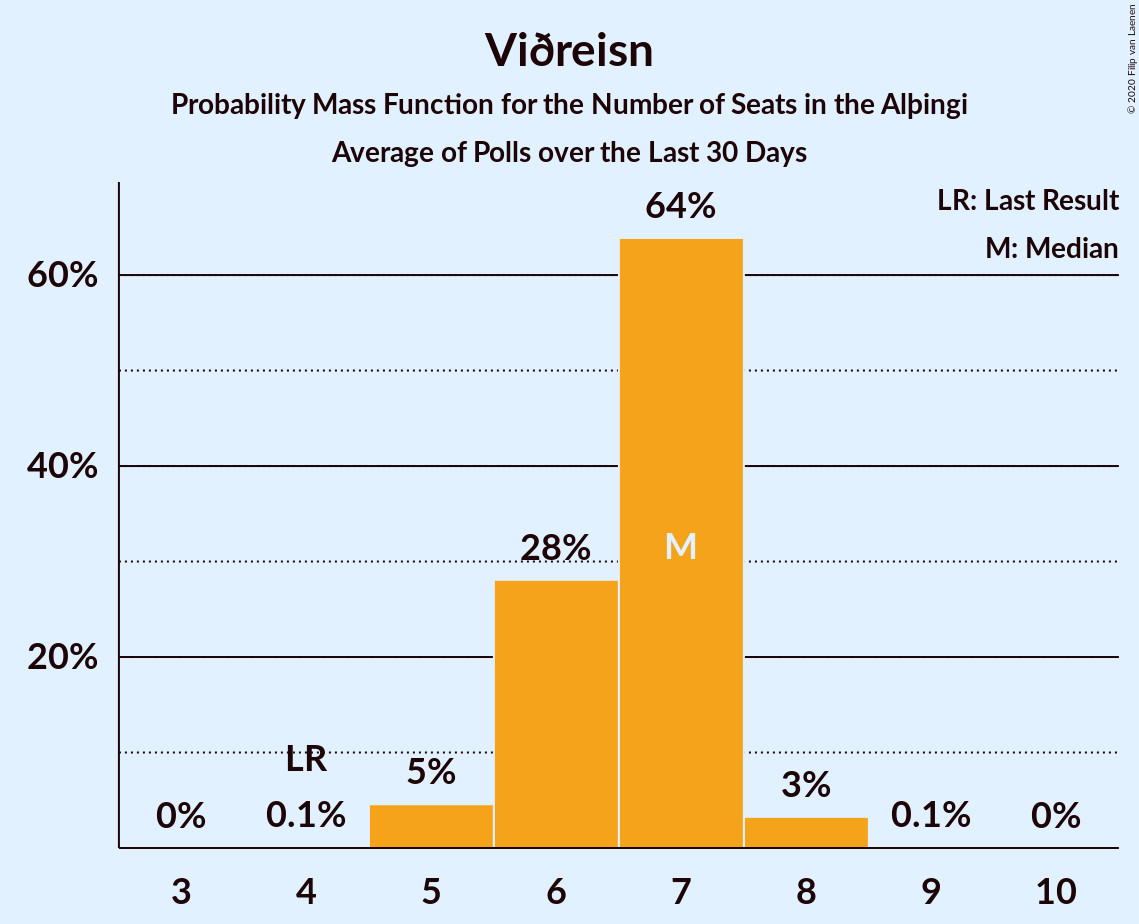 Viðreisn
Probability Mass Function for the Number of Seats in the Alþingi
Average of Polls over the Last 30 Days
© 2020 Filip van Laenen
LR: Last Result
M: Median
60%
40%
20%
0%
LR
0.1%
5%
28%
64%
M
3%
0.1%
0%
3 4 5 6 7 8 9 10